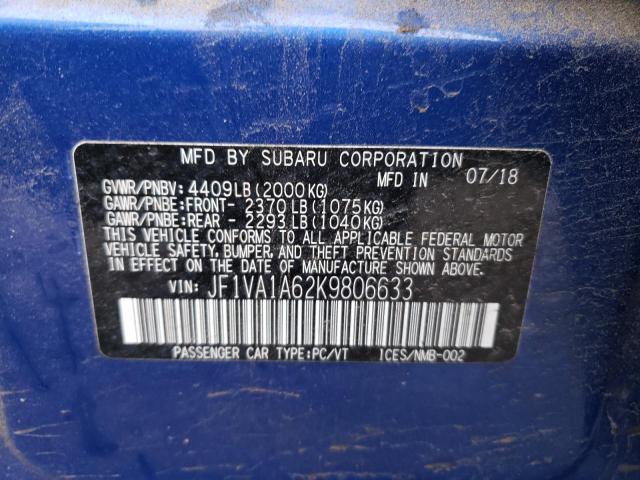 MFD BY SUBARU CORPORATION
MFD IN 07/18
GVWR/PNBV: 4409LB(2000KG)
GAWR/PNBE:FRONT- 2370LB(1075KG)
GAWR/PNBE:REAR - 2293LB(1040KG)
THIS VEHICLE CONFORMS TO ALL APPLICABLE FEDERAL MOTOR
VEHICLE SAFETY, BUMPER, AND THEFT PREVENTION STANDARDS
IN EFFECT ON THE DATE OF MANUFACTURE SHOWN ABOVE.
VIN: JF1VA1A62K9806633
PASSENGER CAR TYPE:PC/VT ICES/NMB-002